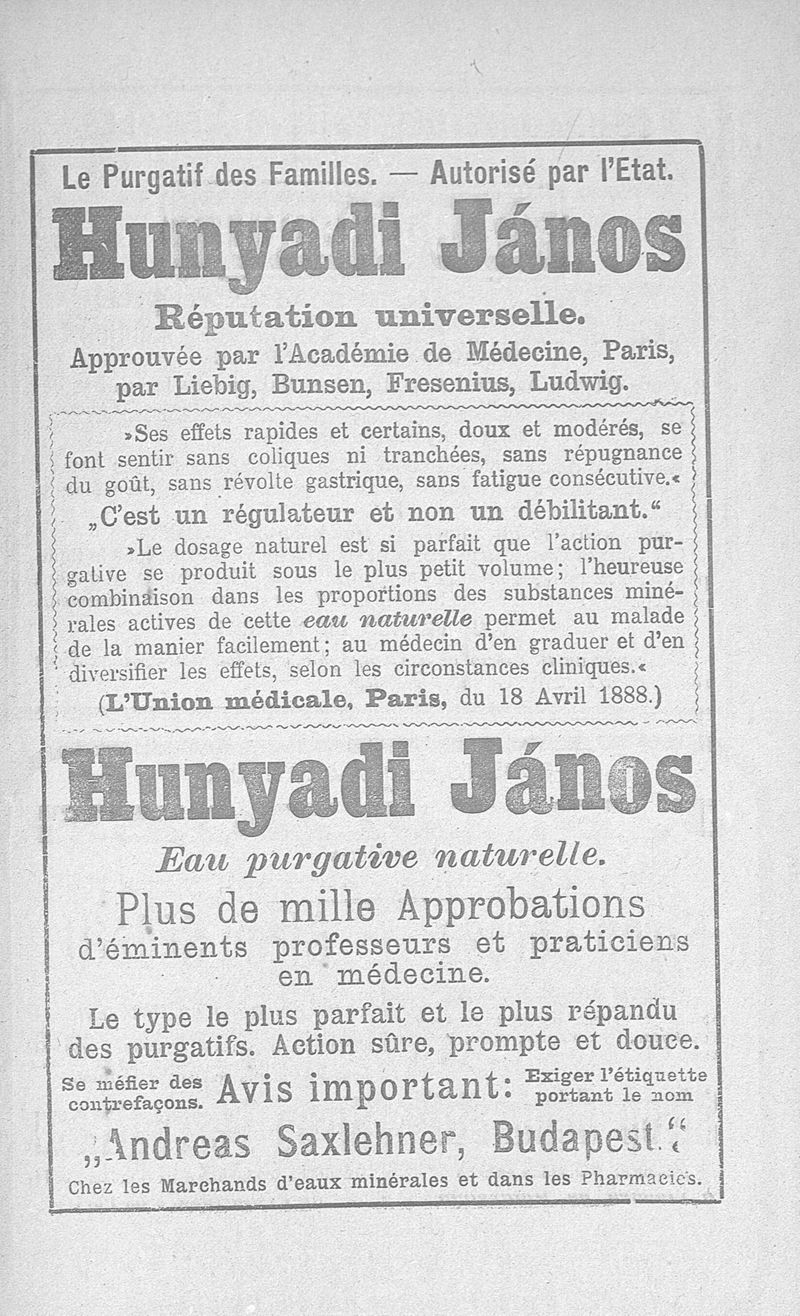 Le Purgatif des Familles. — Autorisé par l'Etat.
Hunyadi János
Réputation universelle.
Approuvée par l'Académie de Médecine, Paris,
par Liebig, Bunsen, Fresenius, Ludwig.
»Ses effets rapides et certains, doux et modérés, se
font sentir sans coliques ni tranchées, sans répugnance
du goût, sans révolte gastrique, sans fatigue consécutive.«
„C'est un régulateur et non un débilitant.“
»Le dosage naturel est si parfait que l'action pur-
gative se produit sous le plus petit volume; l'heureuse
combinaison dans les proportions des substances miné-
rales actives de cette eau naturelle permet au malade
de la manier facilement; au médecin d'en graduer et d'en
diversifier les effets, selon les circonstances cliniques.«
(L'Union médicale, Paris, du 18 Avril 1888.)
Hunyadi János
Eau purgative naturelle.
Plus de mille Approbations
d'éminents professeurs et praticiens
en médecine.
Le type le plus parfait et le plus répandu
des purgatifs. Action sûre, prompte et douce.
Se méfier des
contrefaçons.
Avis important:
Exiger l'étiquette
portant le nom
„Andreas Saxlehner, Budapest.“
Chez les Marchands d'eaux minérales et dans les Pharmacies.